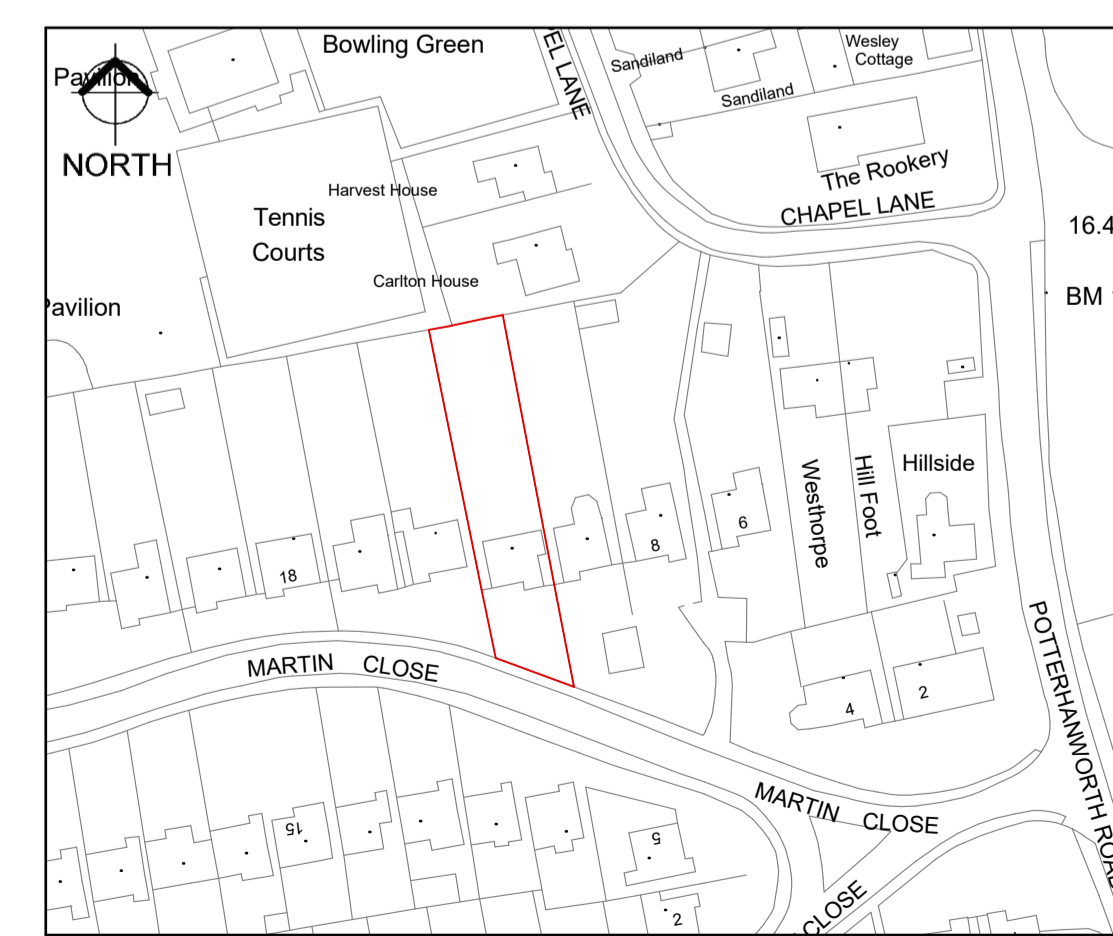 Bowling Green
EL LANE
Sandiland
Wesley
Cottage
Pavilion
Sandiland
NORTH
The Rookery
Harvest House
CHAPEL LANE
Tennis
Courts
16.4
Carlton House
BM
Pavilion
Westhorpe
Hill Foot
Hillside
6
8
18
MARTIN CLOSE
POTTERHANWORTH ROAD
2
4
MARTIN CLOSE
15
5
CLOSE
2